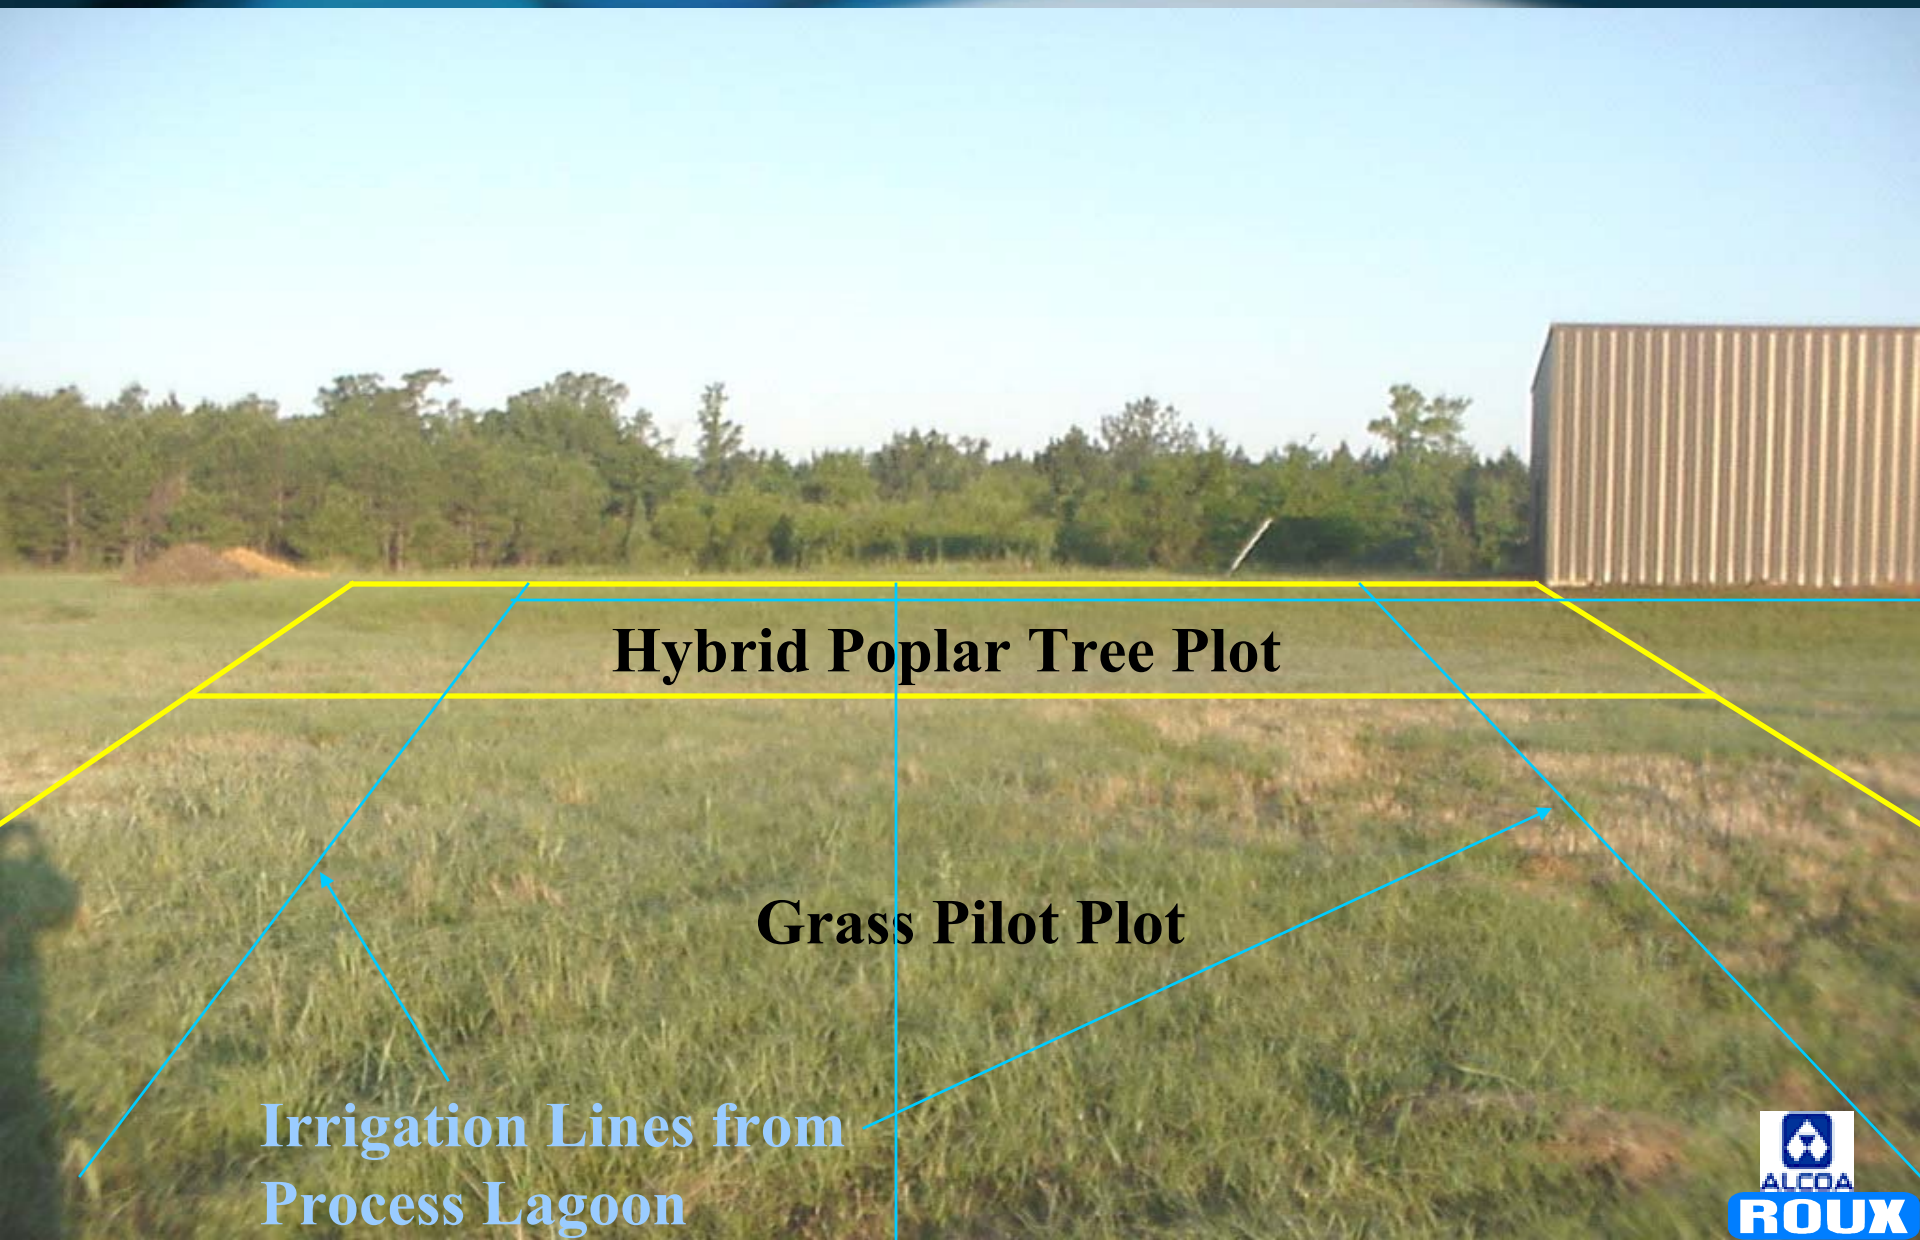 Hybrid Poplar Tree Plot
Grass Pilot Plot
Irrigation Lines from
Process Lagoon
ALCOA
ROUX